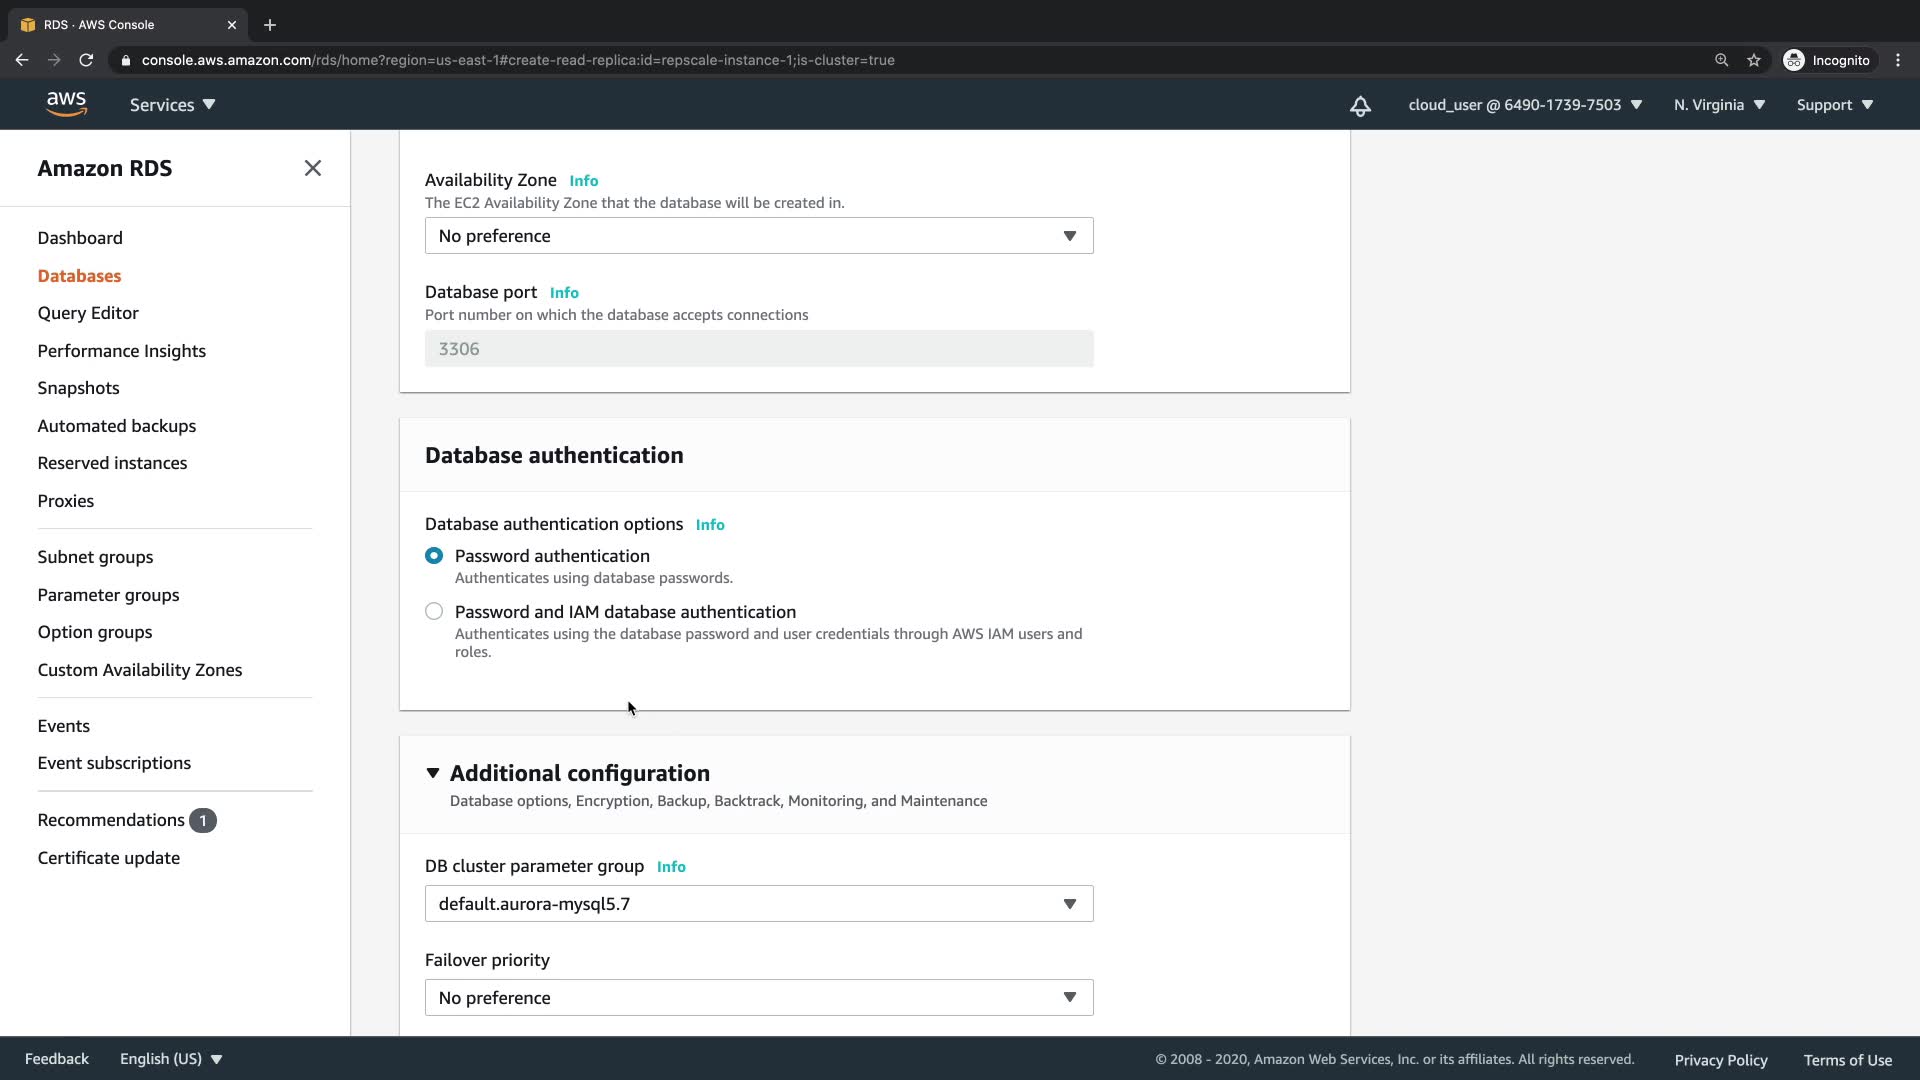 RDS · AWS Console
console.aws.amazon.com/rds/home?region=us-east-1#create-read-replica:id=repscale-instance-1;is-cluster=true
Incognito
aws
Services
cloud_user @ 6490-1739-7503
N. Virginia
Support
Amazon RDS
Dashboard
Databases
Query Editor
Performance Insights
Snapshots
Automated backups
Reserved instances
Proxies
Subnet groups
Parameter groups
Option groups
Custom Availability Zones
Events
Event subscriptions
Recommendations 1
Certificate update
Availability Zone Info
The EC2 Availability Zone that the database will be created in.
No preference
Database port Info
Port number on which the database accepts connections
3306
Database authentication
Database authentication options Info
Password authentication
Authenticates using database passwords.
Password and IAM database authentication
Authenticates using the database password and user credentials through AWS IAM users and
roles.
Additional configuration
Database options, Encryption, Backup, Backtrack, Monitoring, and Maintenance
DB cluster parameter group Info
default.aurora-mysql5.7
Failover priority
No preference
Feedback
English (US)
© 2008 - 2020, Amazon Web Services, Inc. or its affiliates. All rights reserved.
Privacy Policy
Terms of Use